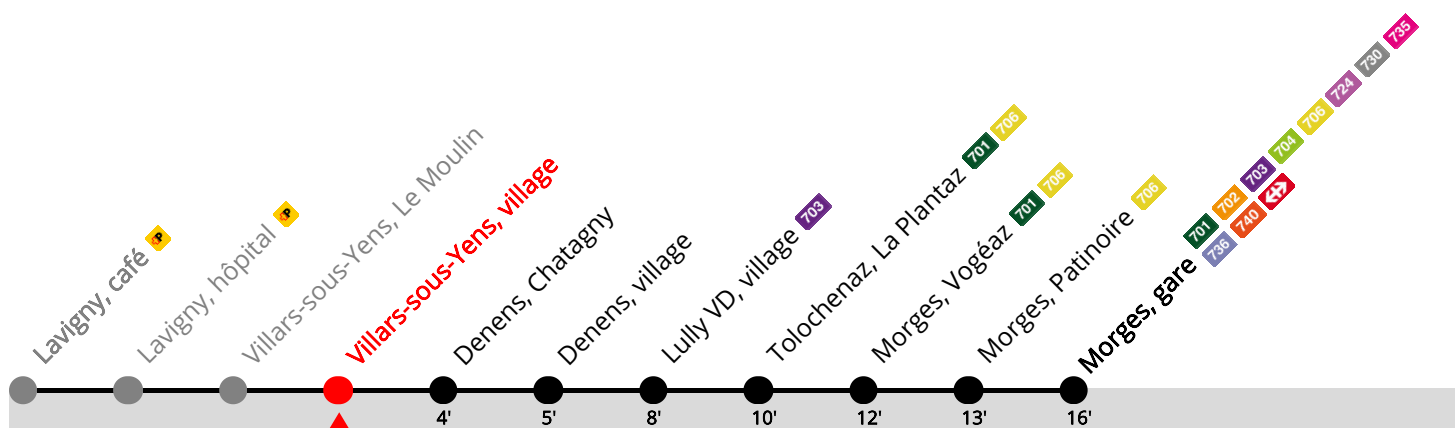 Lavigny, café P
Lavigny, hôpital P
Villars-sous-Yens, Le Moulin
Villars-sous-Yens, village
Denens, Chatagny
Denens, village
Lully VD, village 703
Tolochenaz, La Plantaz 701 706
Morges, Vogéaz 701 706
Morges, Patinoire 706
Morges, gare 701 702 703 704 706 724 730 735
736 740
4' 5' 8' 10' 12' 13' 16'